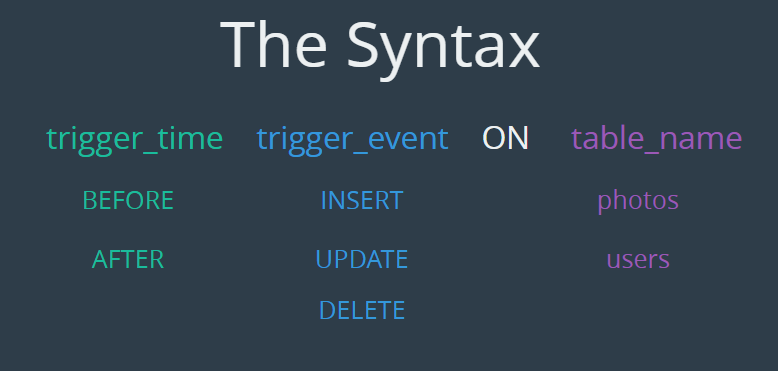 The Syntax
trigger_time trigger_event ON table_name
BEFORE INSERT photos
AFTER UPDATE users
DELETE